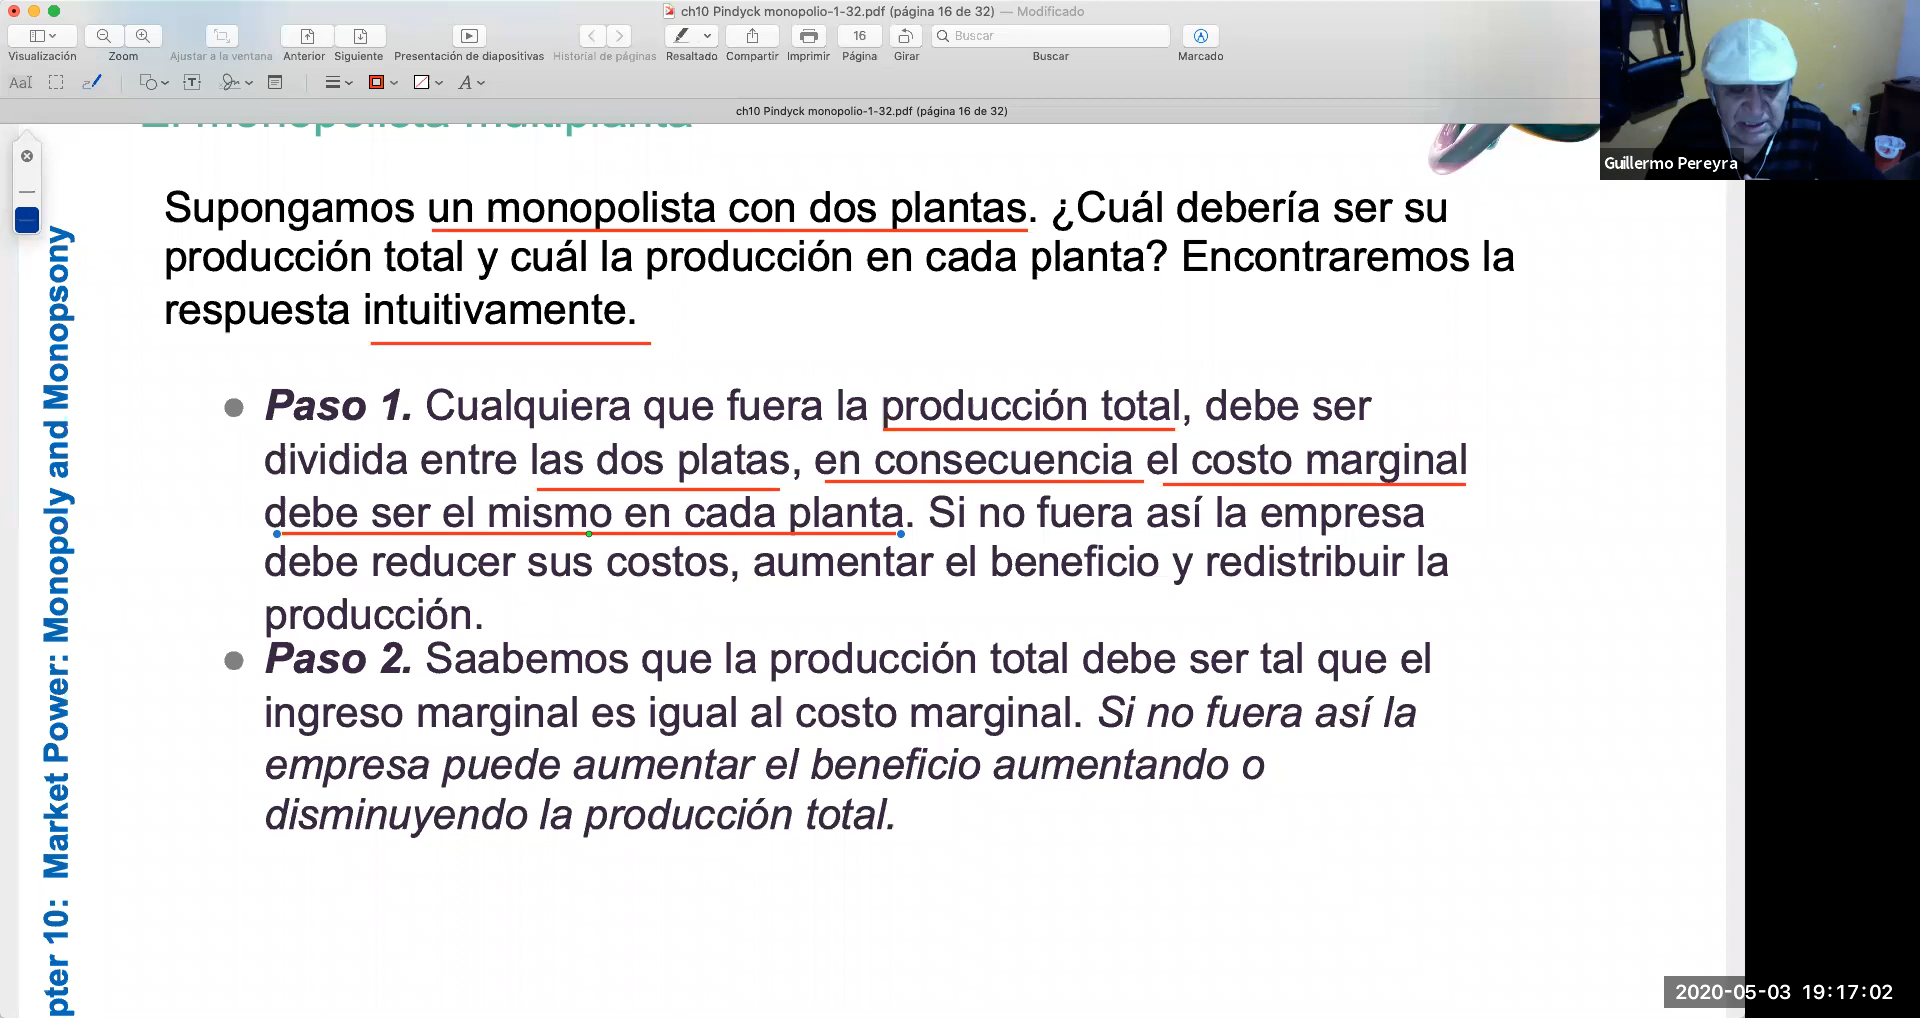 ch10 Pindyck monopolio-1-32.pdf (página 16 de 32) — Modificado
Visualización
Zoom
Ajustar a la ventana
Anterior
Siguiente
Presentación de diapositivas
Historial de páginas
Resaltado
Compartir
Imprimir
16
Página
Girar
Buscar
Buscar
Marcado
ch10 Pindyck monopolio-1-32.pdf (página 16 de 32)
El monopolista multiplanta
Guillermo Pereyra
Supongamos un monopolista con dos plantas. ¿Cuál debería ser su
producción total y cuál la producción en cada planta? Encontraremos la
respuesta intuitivamente.
Paso 1. Cualquiera que fuera la producción total, debe ser
dividida entre las dos platas, en consecuencia el costo marginal
debe ser el mismo en cada planta. Si no fuera así la empresa
debe reducer sus costos, aumentar el beneficio y redistribuir la
producción.
Paso 2. Saabemos que la producción total debe ser tal que el
ingreso marginal es igual al costo marginal. Si no fuera así la
empresa puede aumentar el beneficio aumentando o
disminuyendo la producción total.
pter 10: Market Power: Monopoly and Monopsony
2020-05-03 19:17:02